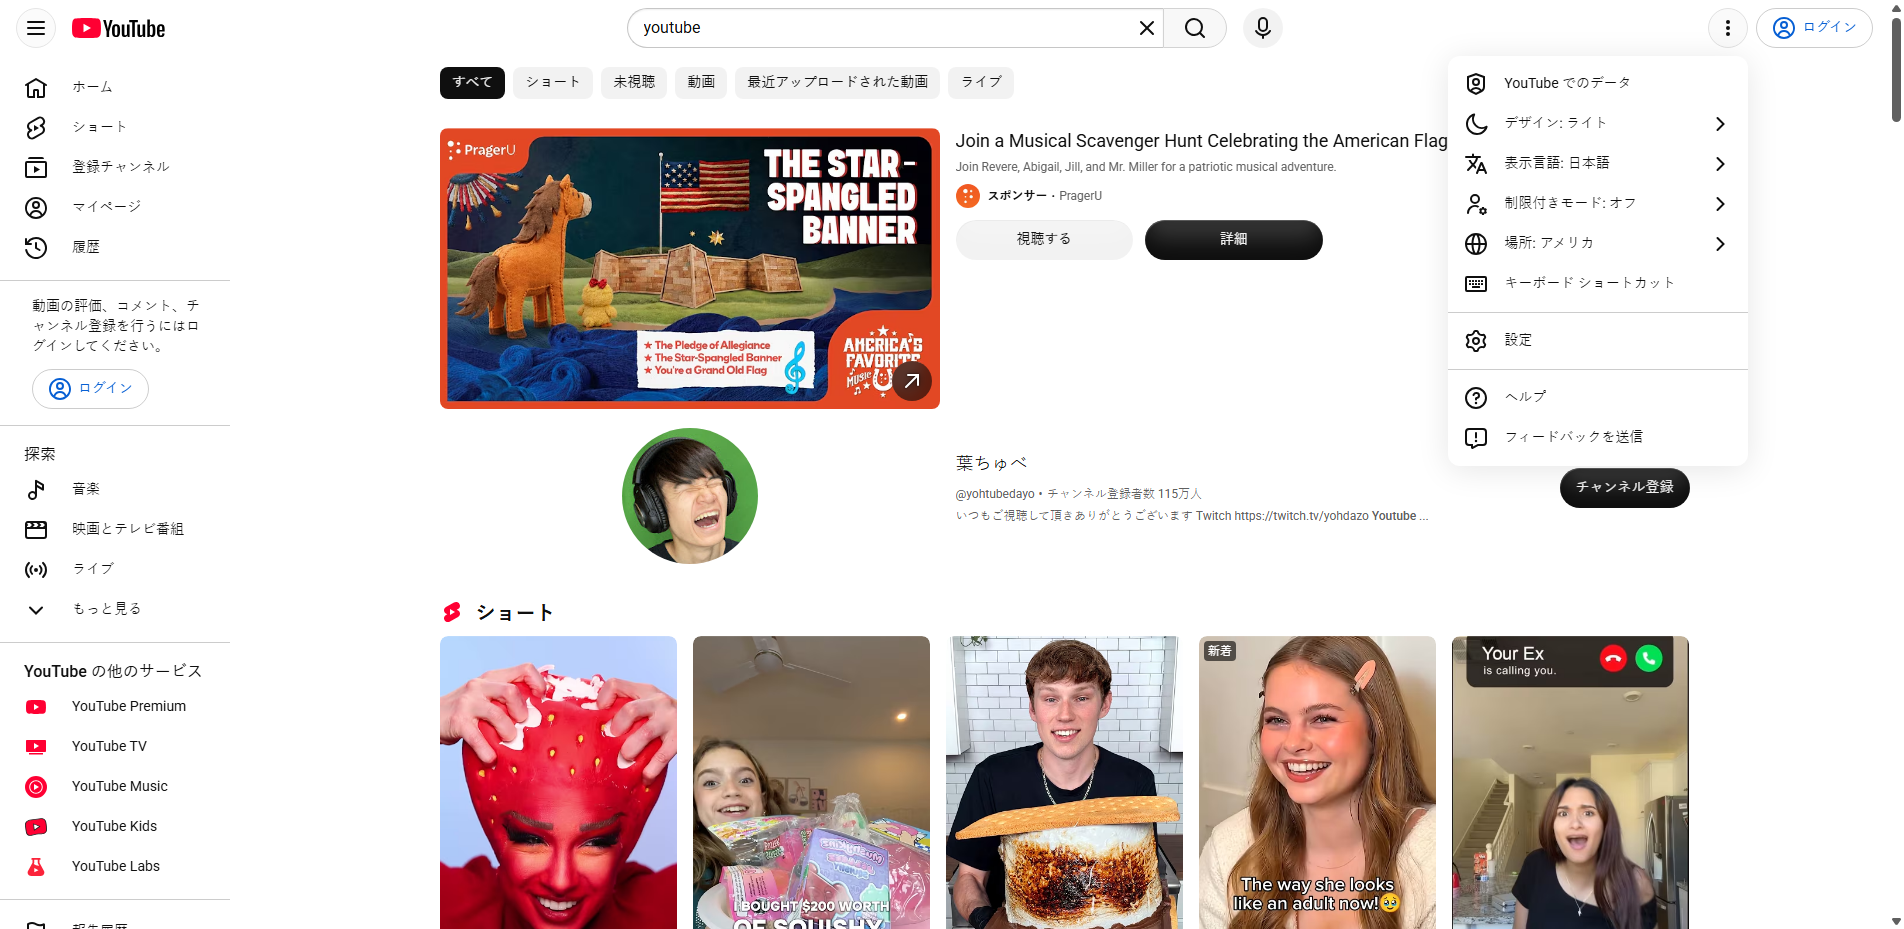 YouTube
youtube
ログイン
ホーム
ショート
登録チャンネル
マイページ
履歴
動画の評価、コメント、チ
ャンネル登録を行うにはロ
グインしてください。
ログイン
探索
音楽
映画とテレビ番組
ライブ
もっと見る
YouTube の他のサービス
YouTube Premium
YouTube TV
YouTube Music
YouTube Kids
YouTube Labs
報告履歴
すべて
ショート
未視聴
動画
最近アップロードされた動画
ライブ
PragerU
THE STAR-
SPANGLED
BANNER
★ The Pledge of Allegiance
★ The Star-Spangled Banner
★ You're a Grand Old Flag
AMERICA'S
FAVORITE
MUSIC
Join a Musical Scavenger Hunt Celebrating the American Flag
Join Revere, Abigail, Jill, and Mr. Miller for a patriotic musical adventure.
スポンサー・PragerU
視聴する
詳細
YouTube でのデータ
デザイン: ライト
表示言語: 日本語
制限付きモード: オフ
場所: アメリカ
キーボード ショートカット
設定
ヘルプ
フィードバックを送信
葉ちゅべ
@yohtubedayo • チャンネル登録者数 115万人
いつもご視聴して頂きありがとうございます Twitch https://twitch.tv/yohdazo Youtube ...
チャンネル登録
ショート
I BOUGHT $200 WORTH
OF SQUISHY
新着
The way she looks
like an adult now!🥹
Your Ex
is calling you.